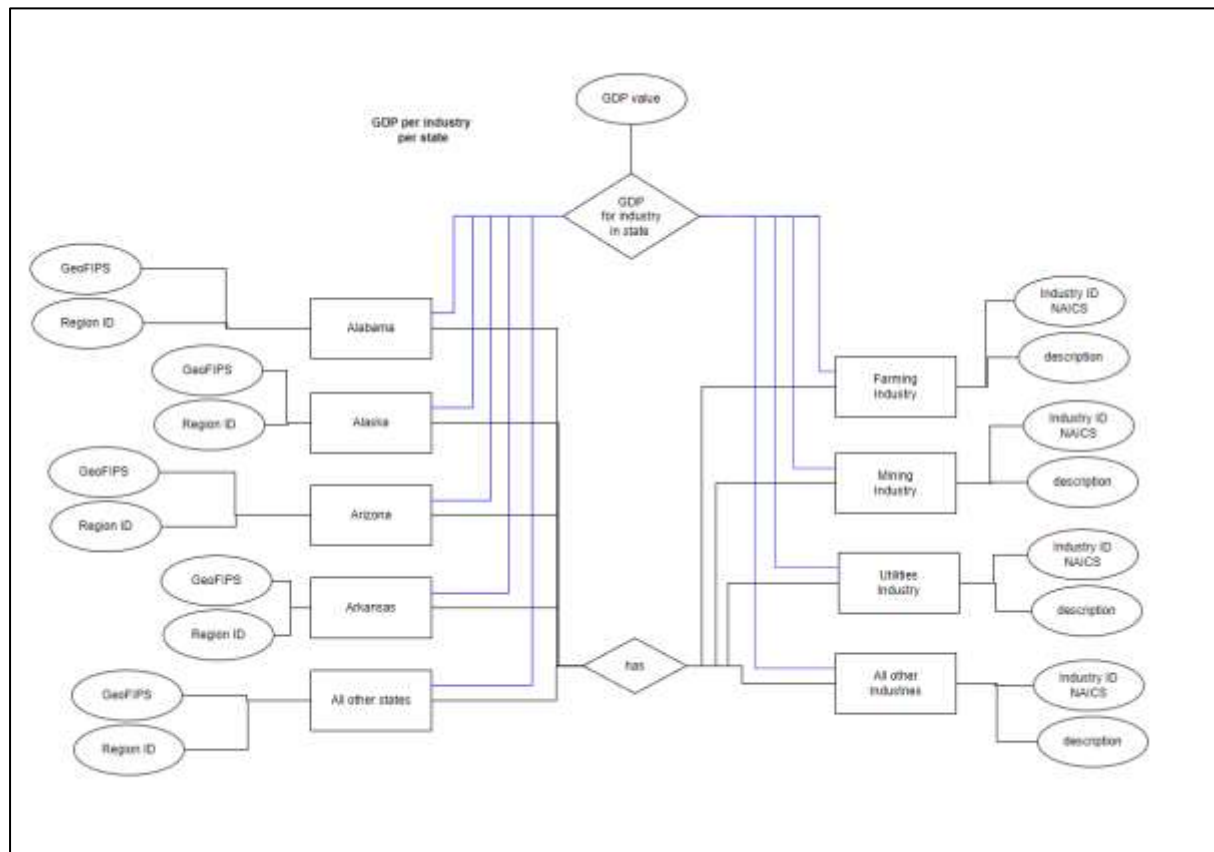 GDP value
GDP per industry
per state
GDP
for industry
in state
GeoFIPS
Region ID
Alabama
GeoFIPS
Region ID
Alaska
GeoFIPS
Region ID
Arizona
GeoFIPS
Region ID
Arkansas
GeoFIPS
Region ID
All other states
has
Farming
Industry
Industry ID
NAICS
description
Mining
Industry
Industry ID
NAICS
description
Utilities
Industry
Industry ID
NAICS
description
All other
Industries
Industry ID
NAICS
description